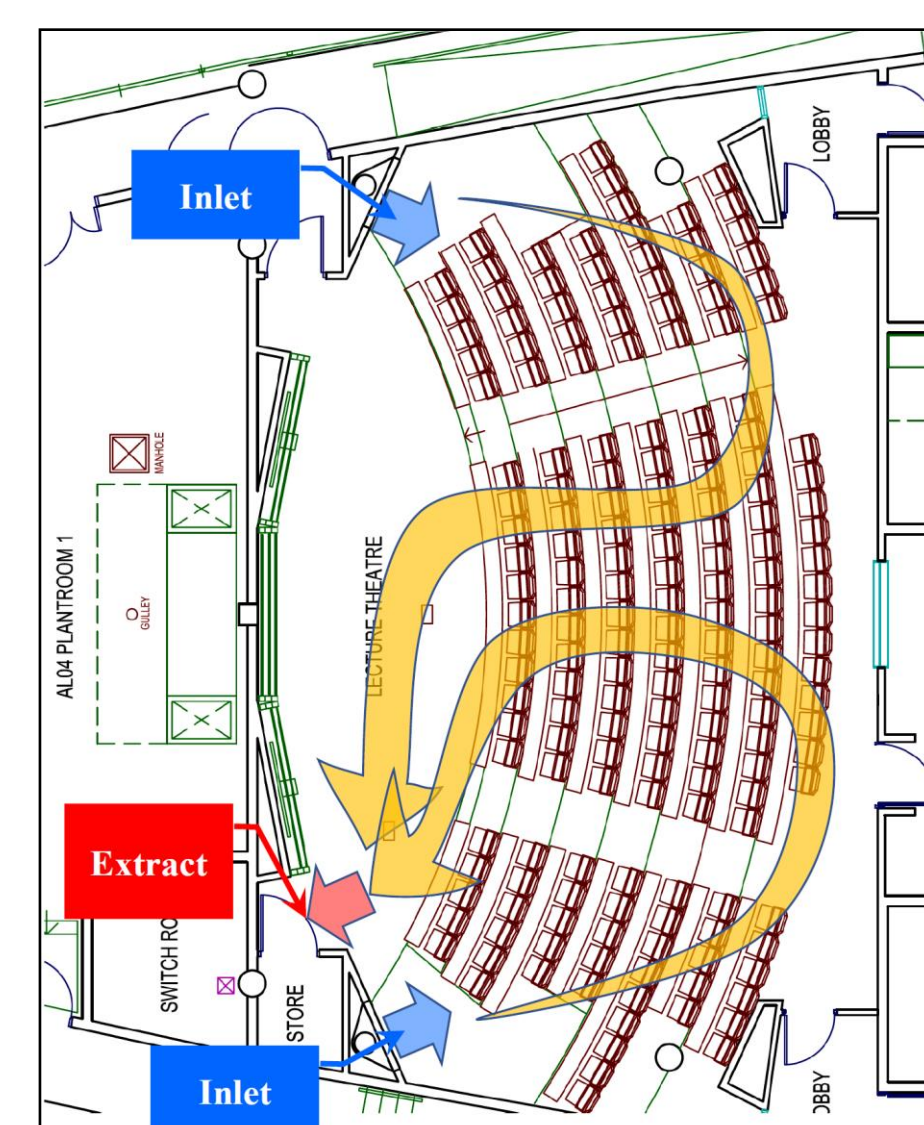 LOBBY
Inlet
MANHOLE
AL04 PLANTROOM 1
GULLEY
LECTURE THEATRE
Extract
SWITCH RO
STORE
Inlet
OBBY